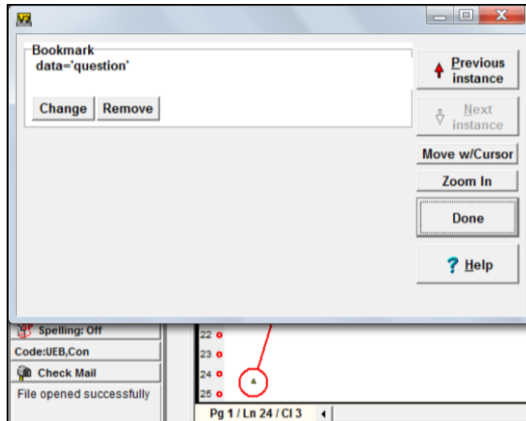 V2
Bookmark
data='question'
Change Remove
Previous
instance
Next
instance
Move w/Cursor
Zoom In
Done
? Help
Spelling: Off
Code:UEB,Con
Check Mail
File opened successfully
22
23
24
25
Pg 1 / Ln 24 / Cl 3